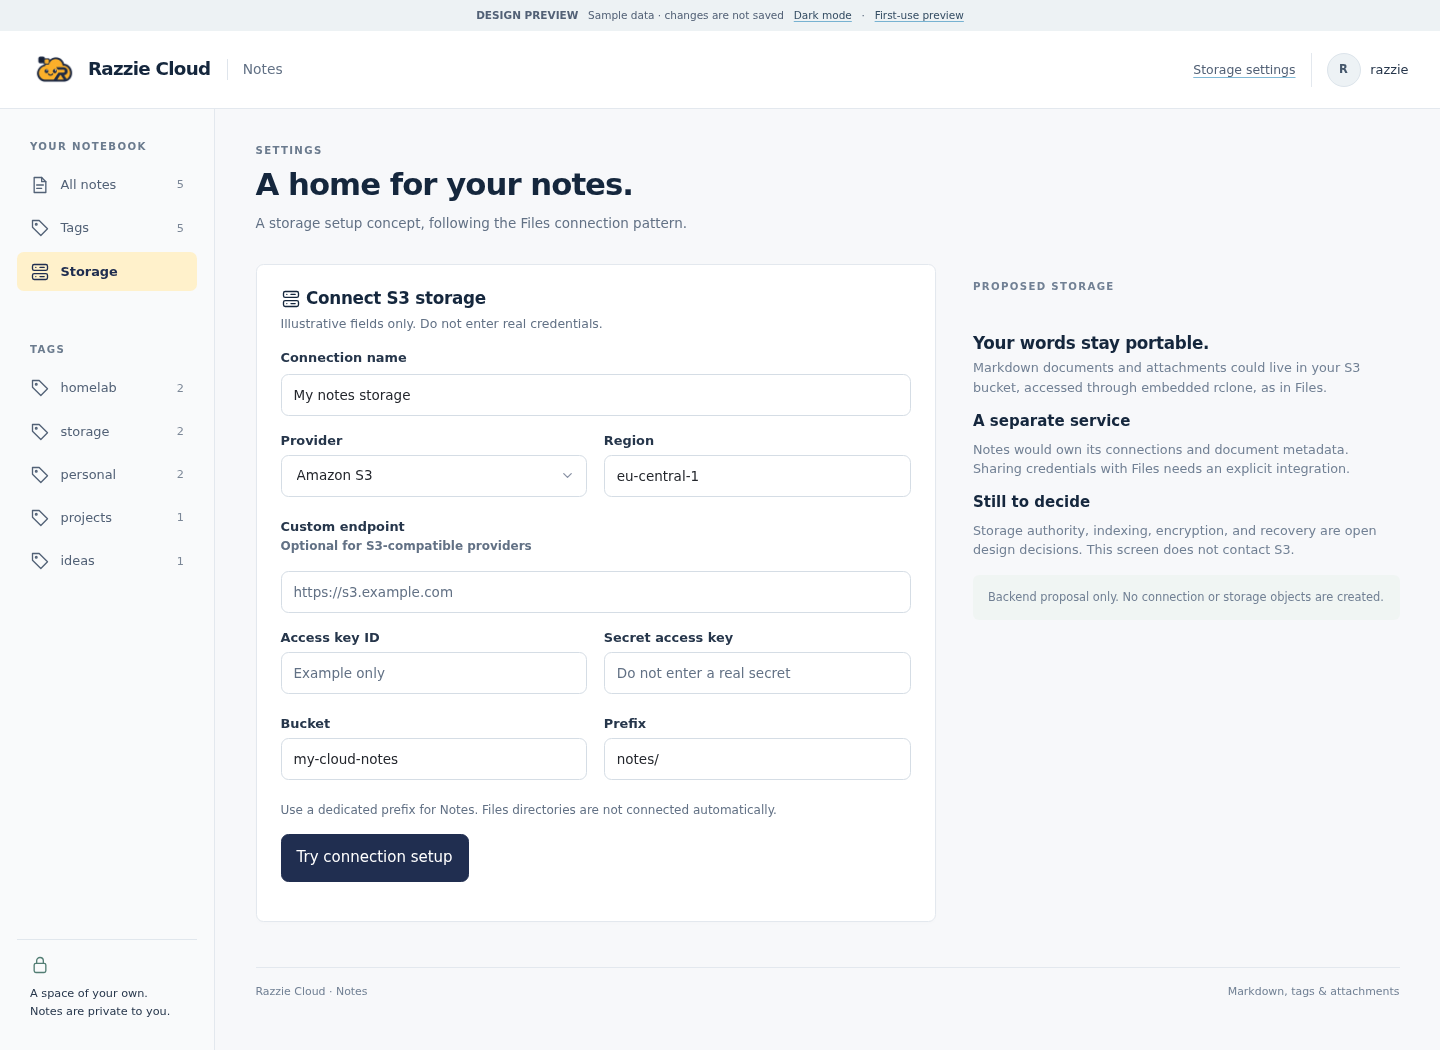 DESIGN PREVIEW Sample data · changes are not saved Dark mode · First-use preview
Razzie Cloud Notes
Storage settings R razzie
YOUR NOTEBOOK
All notes 5
Tags 5
Storage
TAGS
homelab 2
storage 2
personal 2
projects 1
ideas 1
A space of your own.
Notes are private to you.
SETTINGS
A home for your notes.
A storage setup concept, following the Files connection pattern.
Connect S3 storage
Illustrative fields only. Do not enter real credentials.
Connection name
My notes storage
Provider Region
Amazon S3 eu-central-1
Custom endpoint
Optional for S3-compatible providers
https://s3.example.com
Access key ID Secret access key
Example only Do not enter a real secret
Bucket Prefix
my-cloud-notes notes/
Use a dedicated prefix for Notes. Files directories are not connected automatically.
Try connection setup
PROPOSED STORAGE
Your words stay portable.
Markdown documents and attachments could live in your S3
bucket, accessed through embedded rclone, as in Files.
A separate service
Notes would own its connections and document metadata.
Sharing credentials with Files needs an explicit integration.
Still to decide
Storage authority, indexing, encryption, and recovery are open
design decisions. This screen does not contact S3.
Backend proposal only. No connection or storage objects are created.
Razzie Cloud · Notes
Markdown, tags & attachments